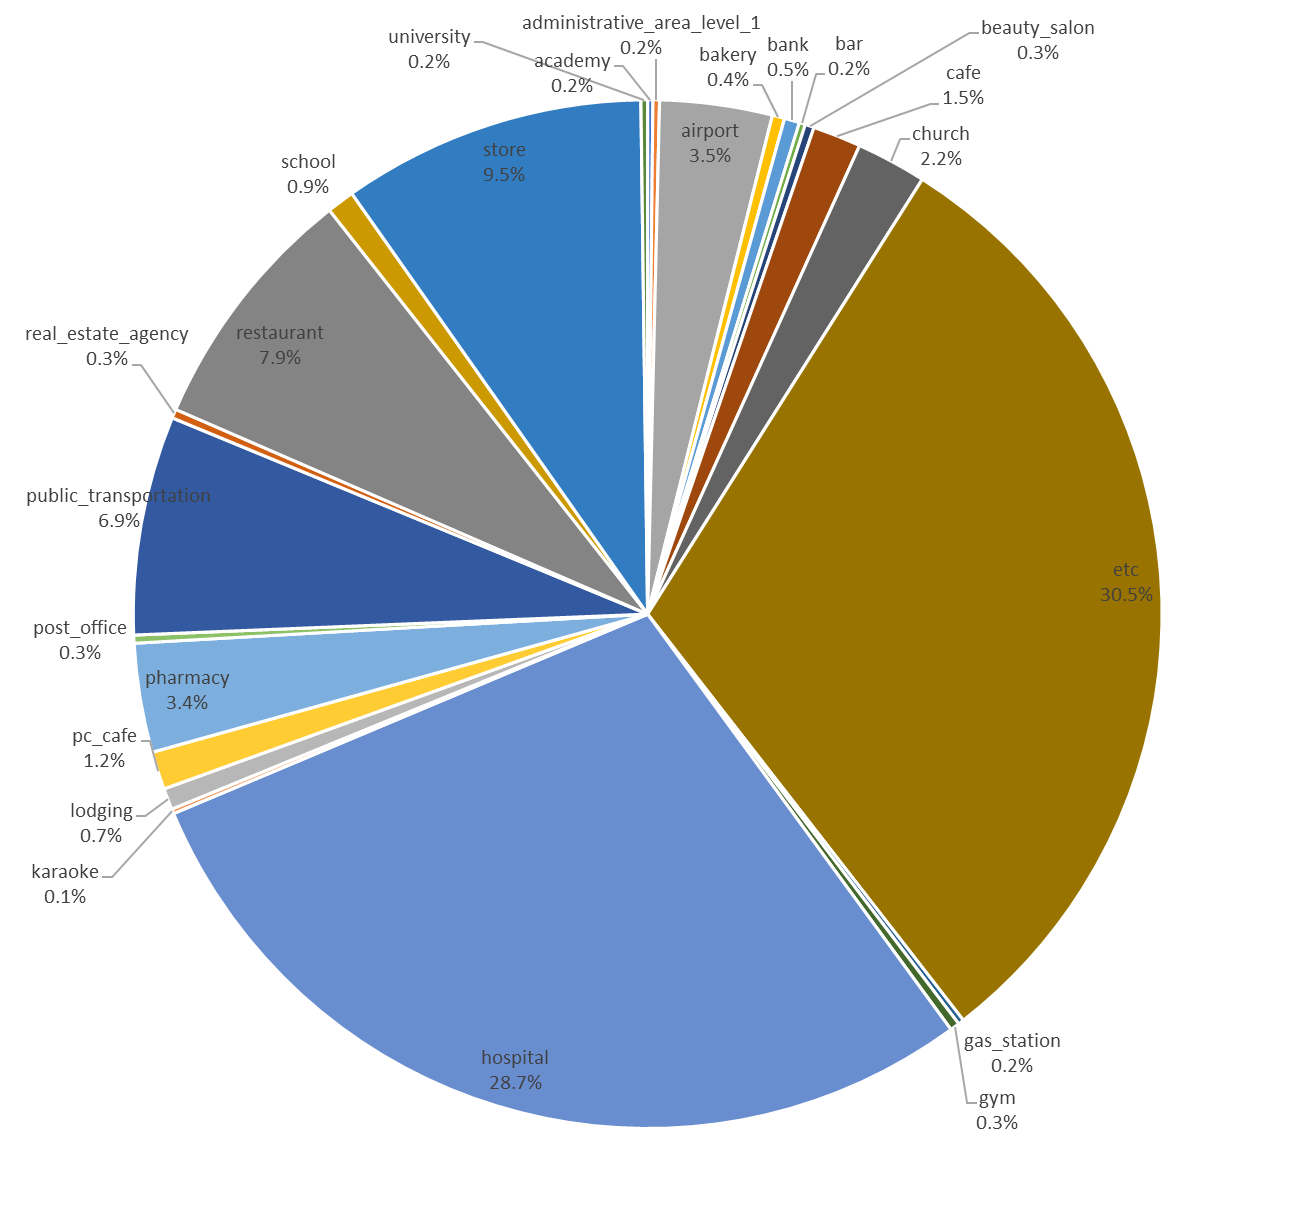 administrative_area_level_1
0.2%
university
0.2%
academy
0.2%
bakery
0.4%
bank
0.5%
bar
0.2%
beauty_salon
0.3%
cafe
1.5%
airport
3.5%
church
2.2%
store
9.5%
school
0.9%
restaurant
7.9%
real_estate_agency
0.3%
public_transportation
6.9%
etc
30.5%
post_office
0.3%
pharmacy
3.4%
pc_cafe
1.2%
lodging
0.7%
karaoke
0.1%
hospital
28.7%
gas_station
0.2%
gym
0.3%